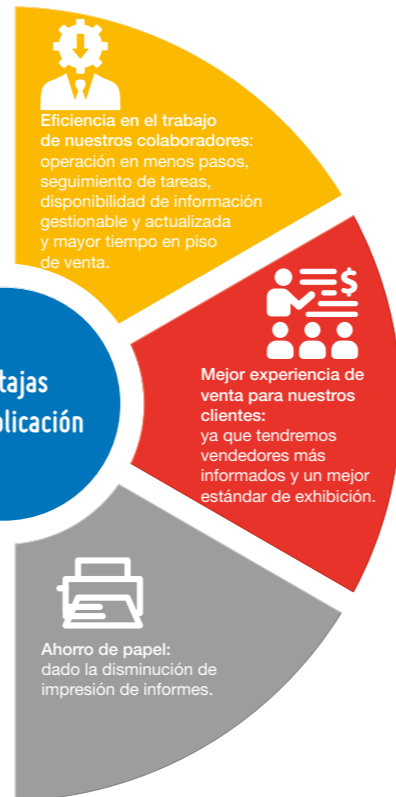 Eficiencia en el trabajo
de nuestros colaboradores:
operación en menos pasos,
seguimiento de tareas,
disponibilidad de información
gestionable y actualizada
y mayor tiempo en piso
de venta.
tajas
plicación
$
Mejor experiencia de
venta para nuestros
clientes:
ya que tendremos
vendedores más
informados y un mejor
estándar de exhibición.
Ahorro de papel:
dado la disminución de
impresión de informes.